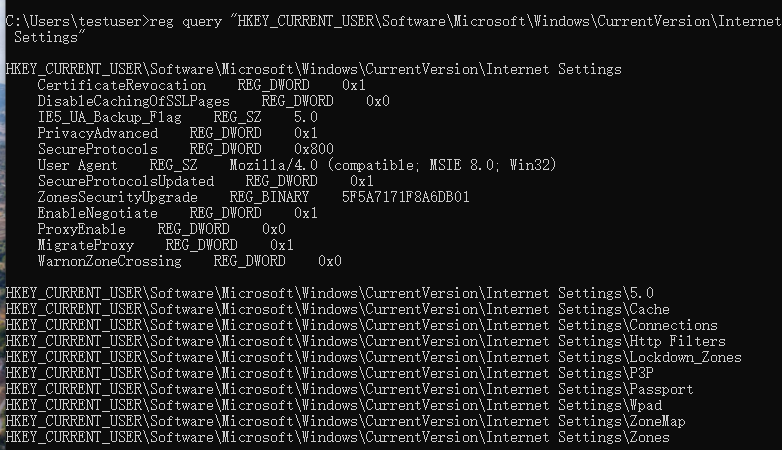 C:\Users\testuser>reg query "HKEY_CURRENT_USER\Software\Microsoft\Windows\CurrentVersion\Internet
 Settings"
HKEY_CURRENT_USER\Software\Microsoft\Windows\CurrentVersion\Internet Settings
    CertificateRevocation    REG_DWORD    0x1
    DisableCachingOfSSLPages    REG_DWORD    0x0
    IE5_UA_Backup_Flag    REG_SZ    5.0
    PrivacyAdvanced    REG_DWORD    0x1
    SecureProtocols    REG_DWORD    0x800
    User Agent    REG_SZ    Mozilla/4.0 (compatible; MSIE 8.0; Win32)
    SecureProtocolsUpdated    REG_DWORD    0x1
    ZonesSecurityUpgrade    REG_BINARY    5F5A7171F8A6DB01
    EnableNegotiate    REG_DWORD    0x1
    ProxyEnable    REG_DWORD    0x0
    MigrateProxy    REG_DWORD    0x1
    WarnonZoneCrossing    REG_DWORD    0x0
HKEY_CURRENT_USER\Software\Microsoft\Windows\CurrentVersion\Internet Settings\5.0
HKEY_CURRENT_USER\Software\Microsoft\Windows\CurrentVersion\Internet Settings\Cache
HKEY_CURRENT_USER\Software\Microsoft\Windows\CurrentVersion\Internet Settings\Connections
HKEY_CURRENT_USER\Software\Microsoft\Windows\CurrentVersion\Internet Settings\Http Filters
HKEY_CURRENT_USER\Software\Microsoft\Windows\CurrentVersion\Internet Settings\Lockdown_Zones
HKEY_CURRENT_USER\Software\Microsoft\Windows\CurrentVersion\Internet Settings\P3P
HKEY_CURRENT_USER\Software\Microsoft\Windows\CurrentVersion\Internet Settings\Passport
HKEY_CURRENT_USER\Software\Microsoft\Windows\CurrentVersion\Internet Settings\Wpad
HKEY_CURRENT_USER\Software\Microsoft\Windows\CurrentVersion\Internet Settings\ZoneMap
HKEY_CURRENT_USER\Software\Microsoft\Windows\CurrentVersion\Internet Settings\Zones